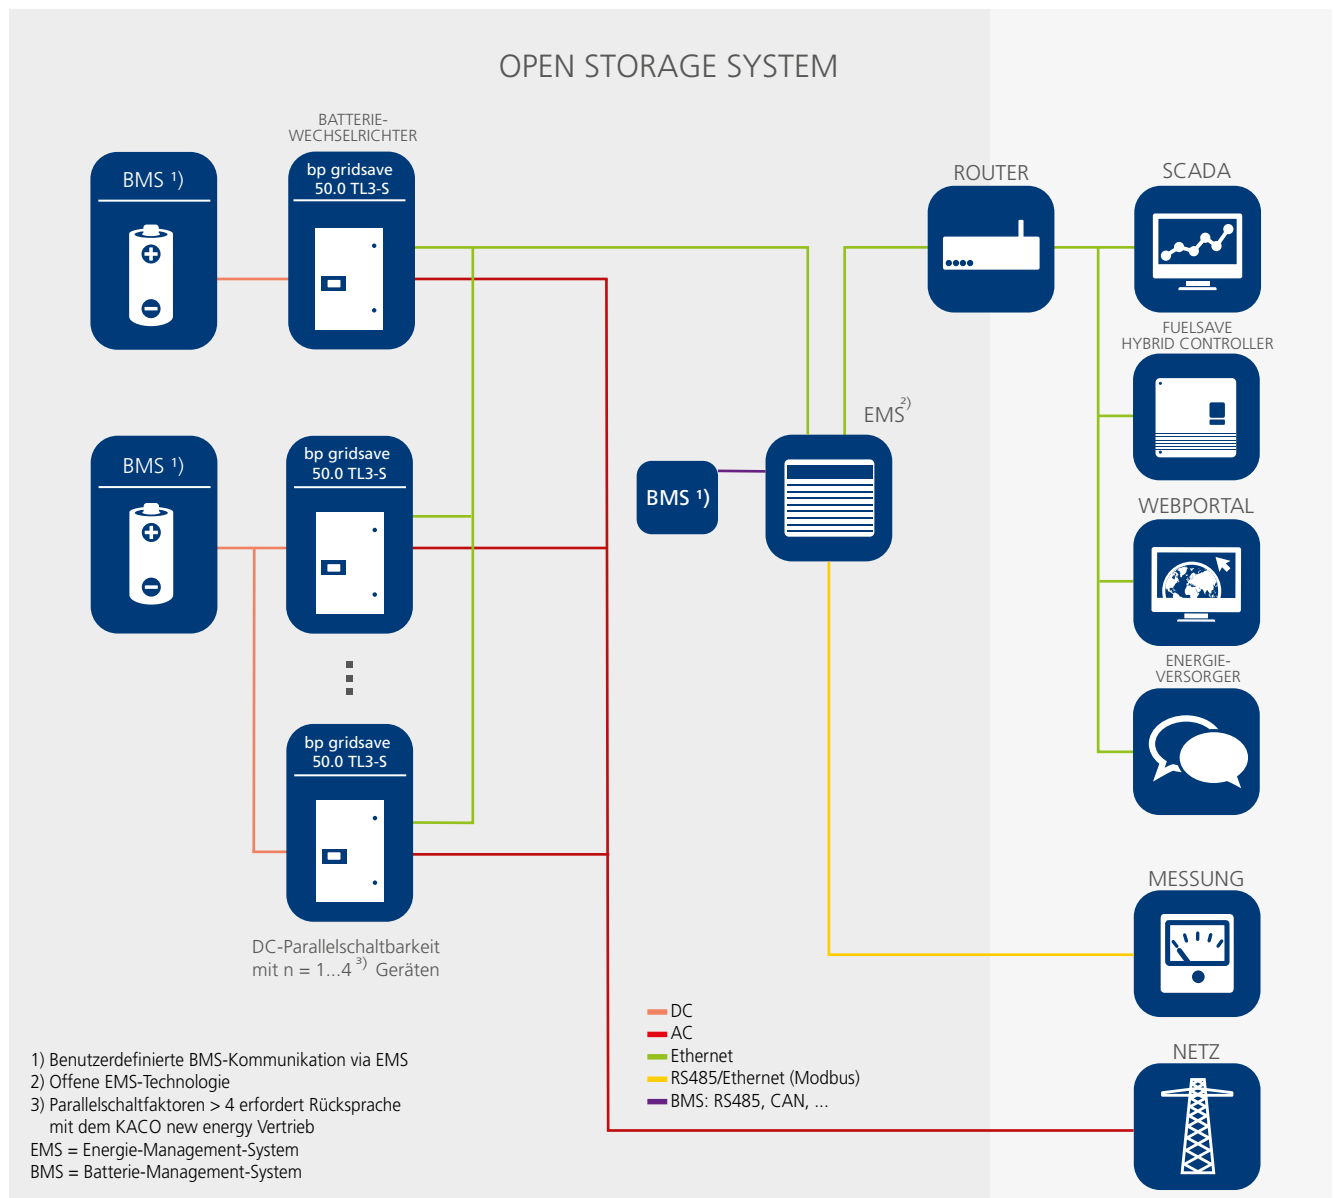 OPEN STORAGE SYSTEM
BATTERIE-
WECHSELRICHTER
BMS ¹)
bp gridsave
50.0 TL3-S
ROUTER
SCADA
FUELSAVE
HYBRID CONTROLLER
EMS²)
BMS ¹)
bp gridsave
50.0 TL3-S
BMS ¹)
WEBPORTAL
ENERGIE-
VERSORGER
bp gridsave
50.0 TL3-S
MESSUNG
DC-Parallelschaltbarkeit
mit n = 1...4 ³) Geräten
DC
AC
Ethernet
RS485/Ethernet (Modbus)
BMS: RS485, CAN, ...
NETZ
1) Benutzerdefinierte BMS-Kommunikation via EMS
2) Offene EMS-Technologie
3) Parallelschaltfaktoren > 4 erfordert Rücksprache
mit dem KACO new energy Vertrieb
EMS = Energie-Management-System
BMS = Batterie-Management-System